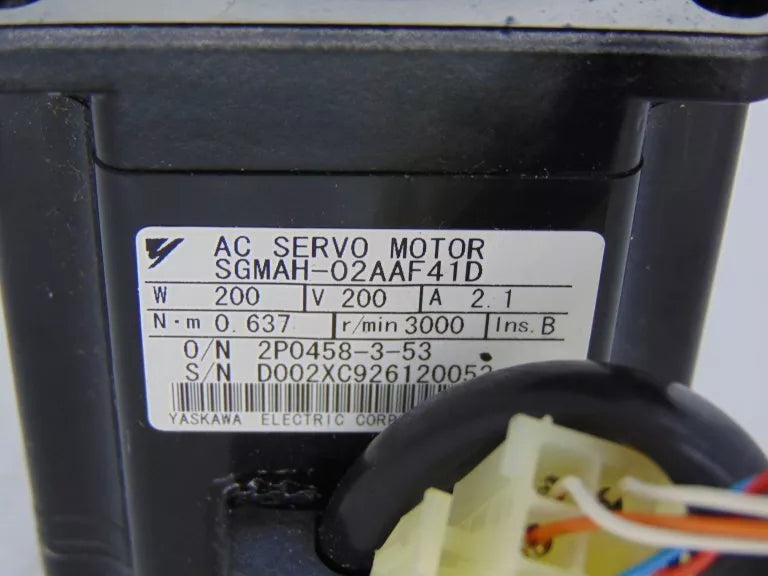 AC SERVO MOTOR
SGMAH-02AAF41D
W 200 V 200 A 2.1
N·m 0.637 r/min 3000 Ins. B
O/N 2P0458-3-53
S/N D002XC926120052
YASKAWA ELECTRIC